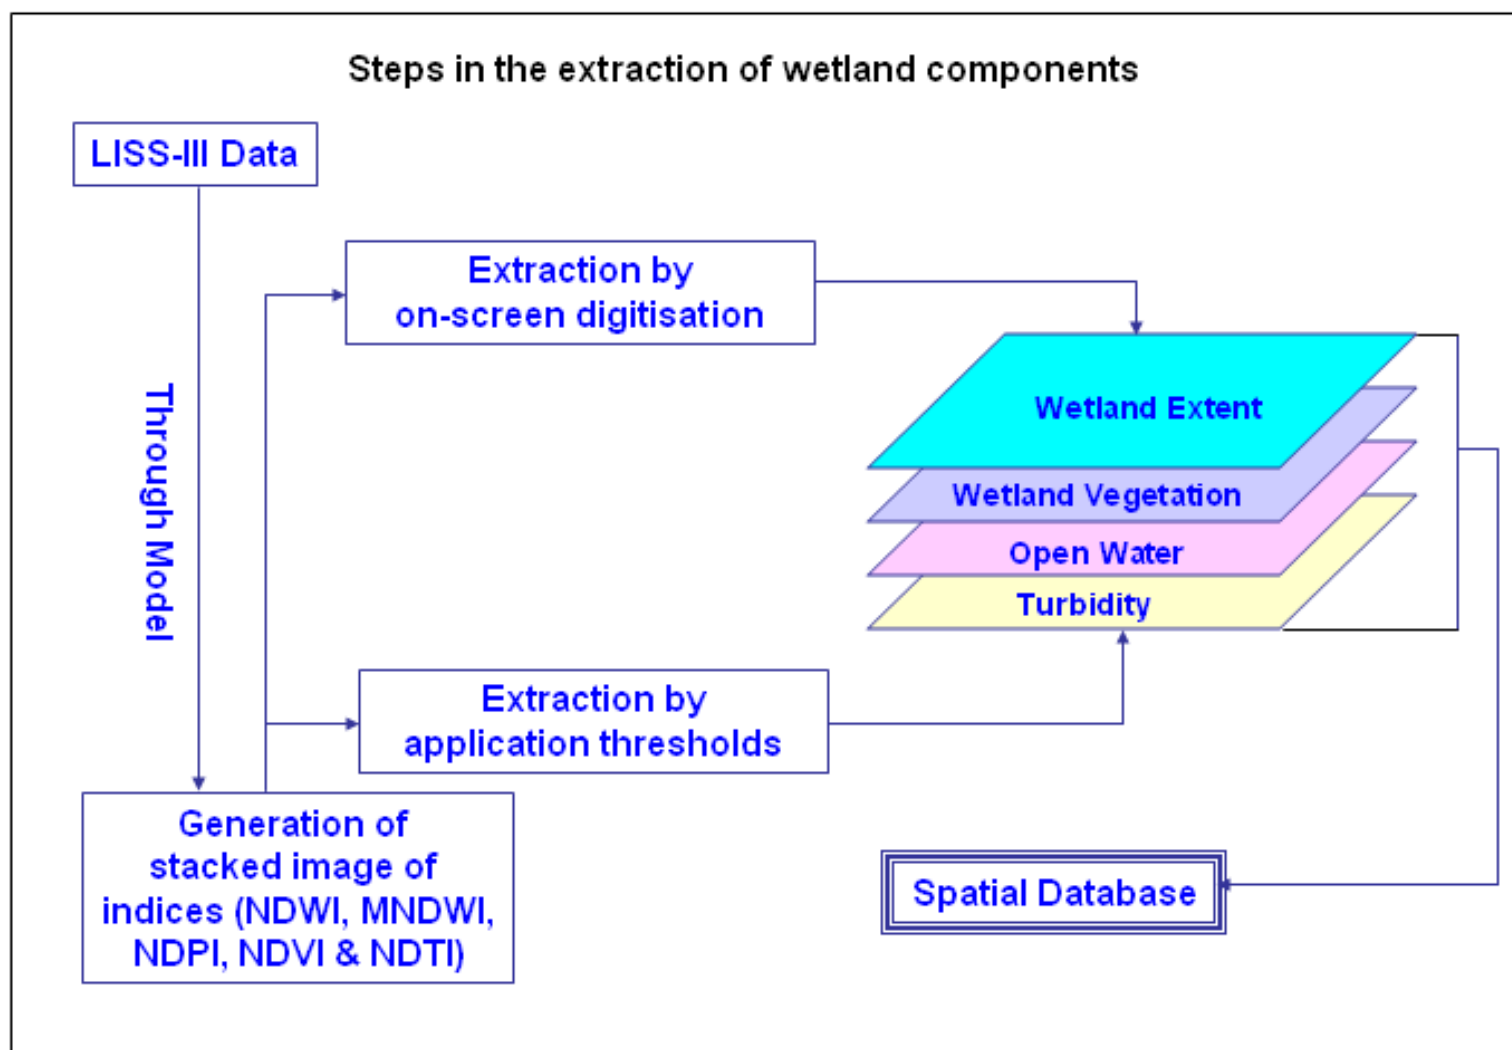 Steps in the extraction of wetland components
LISS-III Data
Extraction by
on-screen digitisation
Through Model
Wetland Extent
Wetland Vegetation
Open Water
Turbidity
Extraction by
application thresholds
Generation of
stacked image of
indices (NDWI, MNDWI,
NDPI, NDVI & NDTI)
Spatial Database